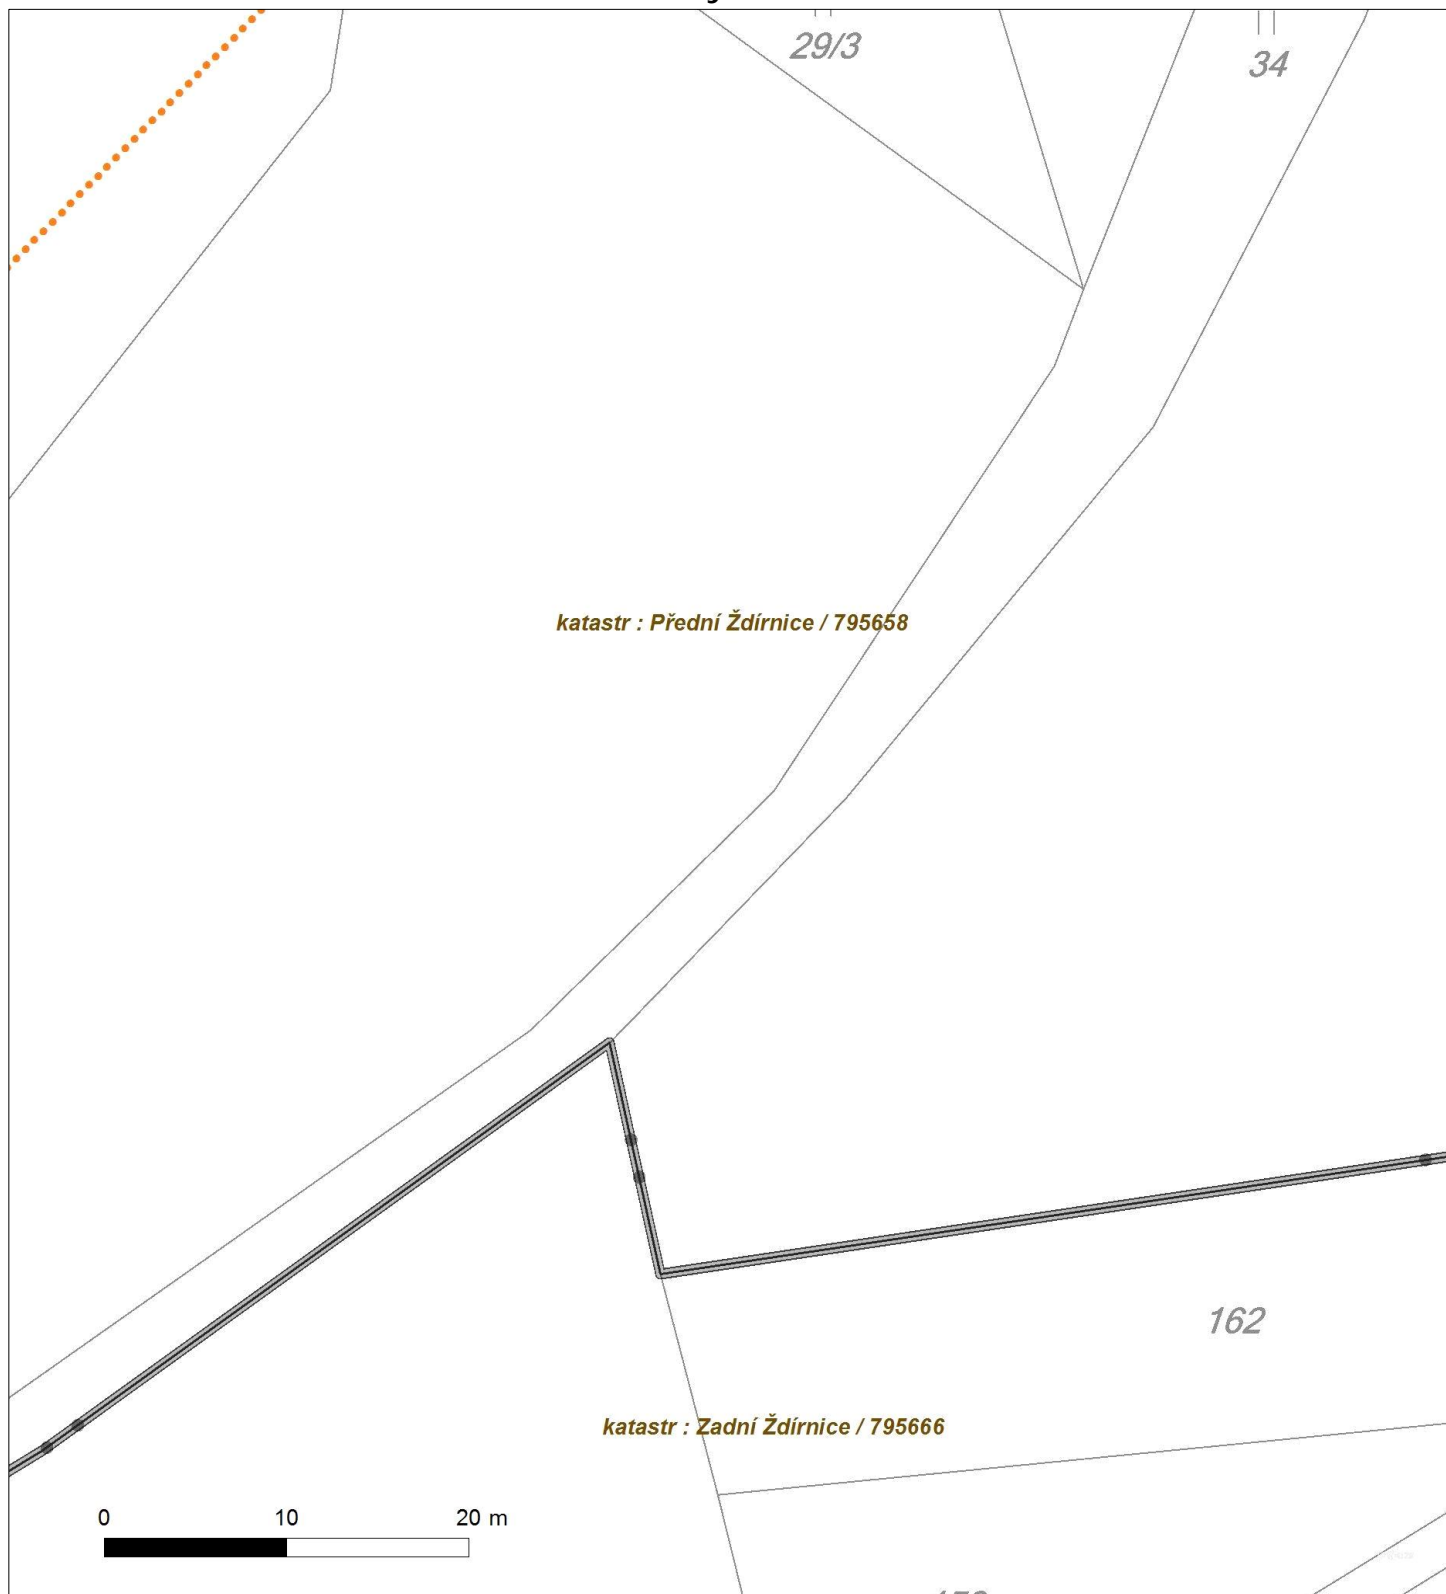 29/3
34
katastr : Přední Ždírnice / 795658
162
katastr : Zadní Ždírnice / 795666
0 10 20 m